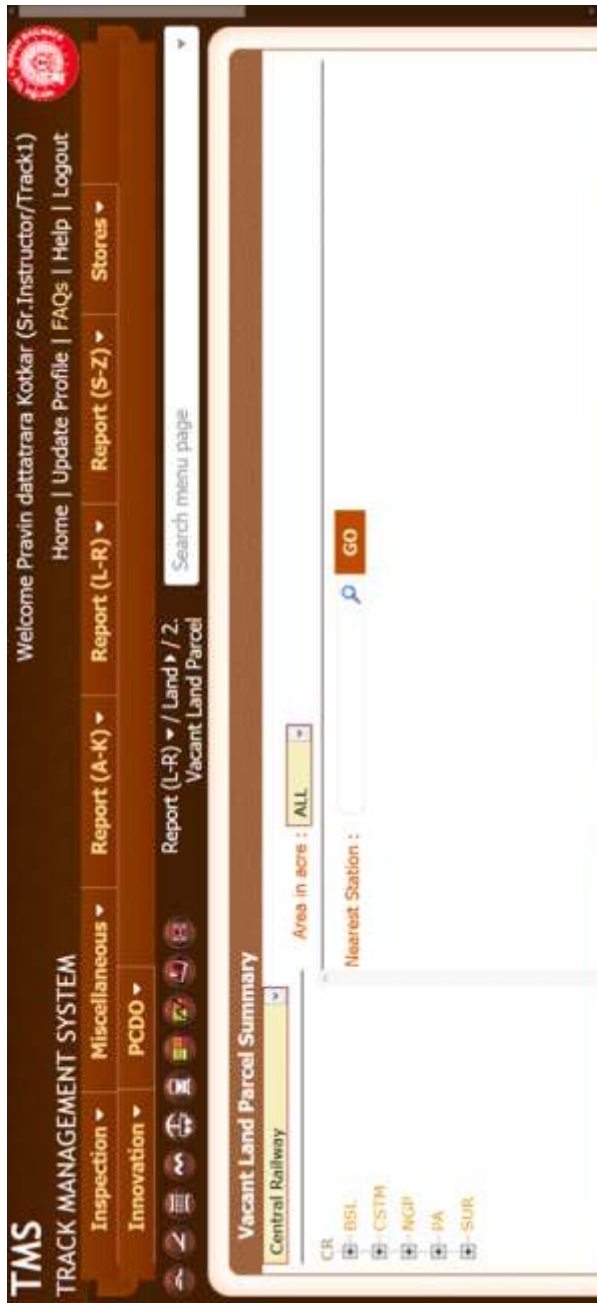 TMS
Welcome Pravin dattatrara Kotkar (Sr.Instructor/Track1)
TRACK MANAGEMENT SYSTEM
Home | Update Profile | FAQs | Help | Logout
Inspection Miscellaneous Report (A-K) Report (L-R) Report (S-Z) Stores
Innovation PCDO
Report (L-R) / Land / 2.
Vacant Land Parcel
Search menu page
Vacant Land Parcel Summary
Central Railway
Area in acre : ALL
Nearest Station : GO
CR
BSL
CSTM
NGP
PA
SUR